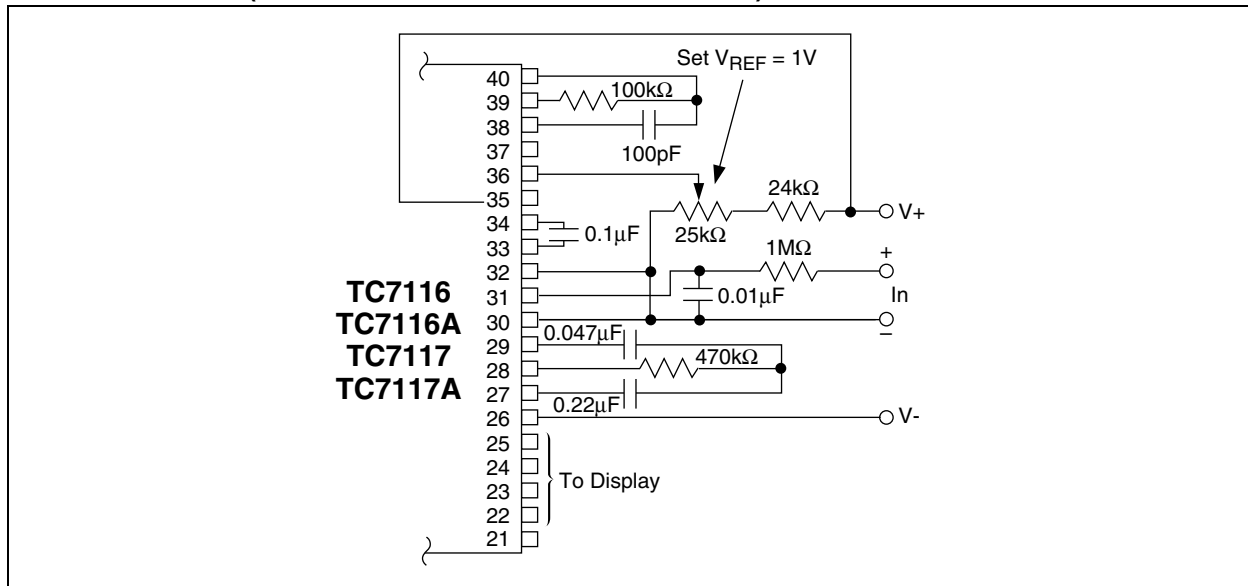 Set VREF = 1V
40
39
100kΩ
38
37
100pF
36
35
24kΩ
V+
34
0.1µF
25kΩ
33
1MΩ
+
32
TC7116
31
0.01µF
In
TC7116A
30
–
29
0.047µF
TC7117
28
470kΩ
TC7117A
27
0.22µF
26
V-
25
24
To Display
23
22
21